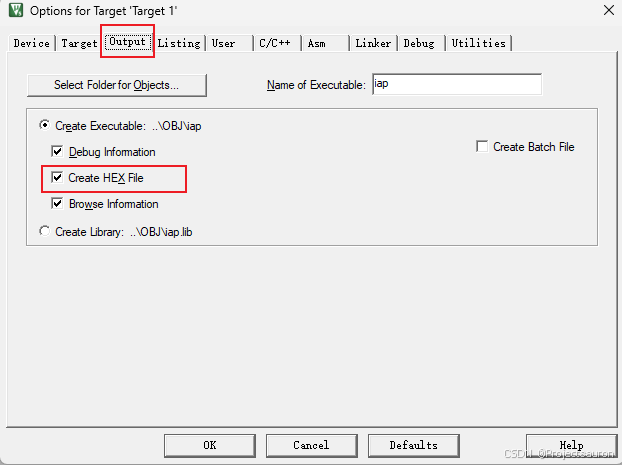 Options for Target 'Target 1'
Device Target Output Listing User C/C++ Asm Linker Debug Utilities
Select Folder for Objects... Name of Executable: iap
Create Executable: ..\OBJ\iap
Debug Information Create Batch File
Create HEX File
Browse Information
Create Library: ..\OBJ\iap.lib
OK Cancel Defaults Help
CSDN @Projectsauron